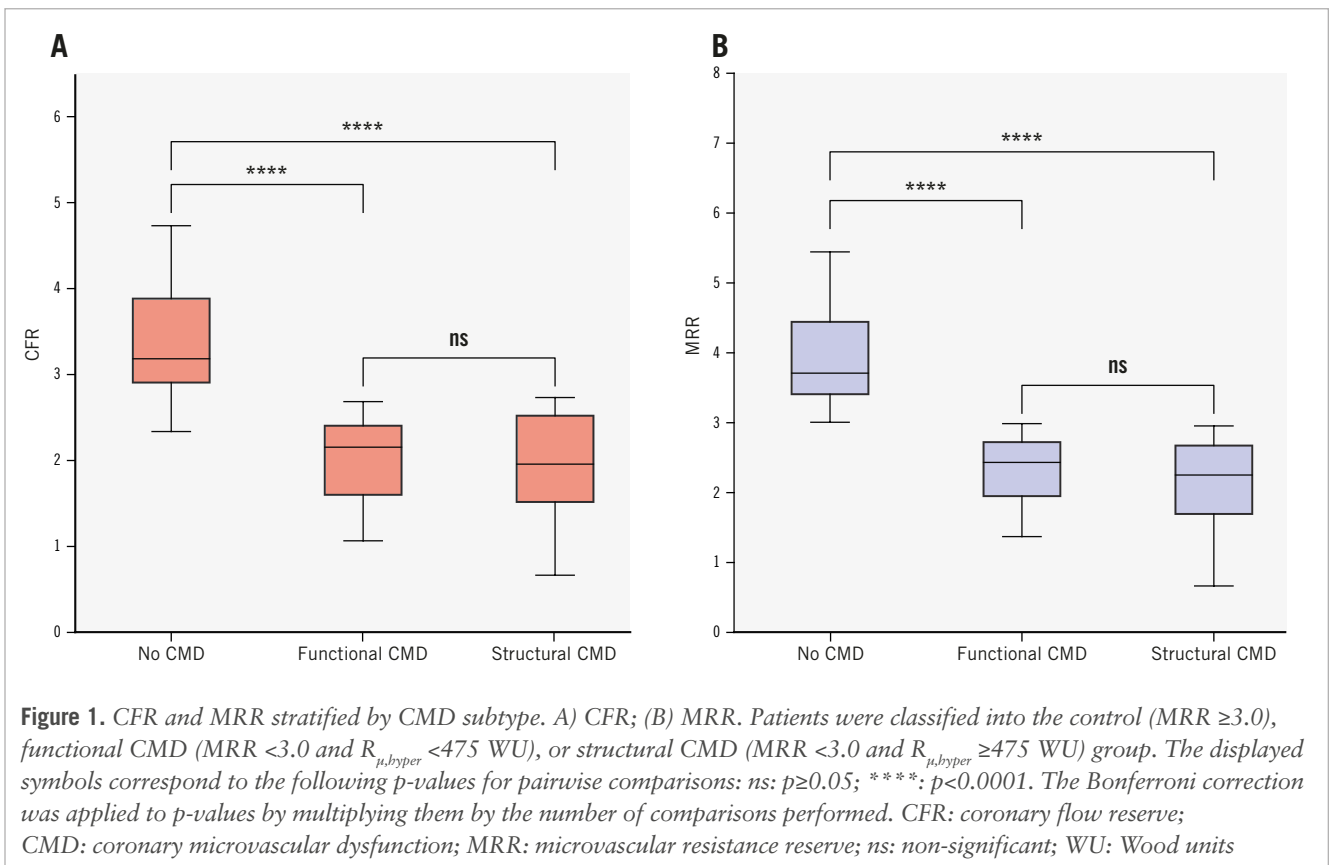 A
B
6
5
4
3
2
1
0
CFR
****
****
ns
No CMD
Functional CMD
Structural CMD
8
7
6
5
4
3
2
1
0
MRR
****
****
ns
No CMD
Functional CMD
Structural CMD
Figure 1. CFR and MRR stratified by CMD subtype. A) CFR; (B) MRR. Patients were classified into the control (MRR ≥3.0),
functional CMD (MRR <3.0 and Rμ,hyper <475 WU), or structural CMD (MRR <3.0 and Rμ,hyper ≥475 WU) group. The displayed
symbols correspond to the following p-values for pairwise comparisons: ns: p≥0.05; ****: p<0.0001. The Bonferroni correction
was applied to p-values by multiplying them by the number of comparisons performed. CFR: coronary flow reserve;
CMD: coronary microvascular dysfunction; MRR: microvascular resistance reserve; ns: non-significant; WU: Wood units